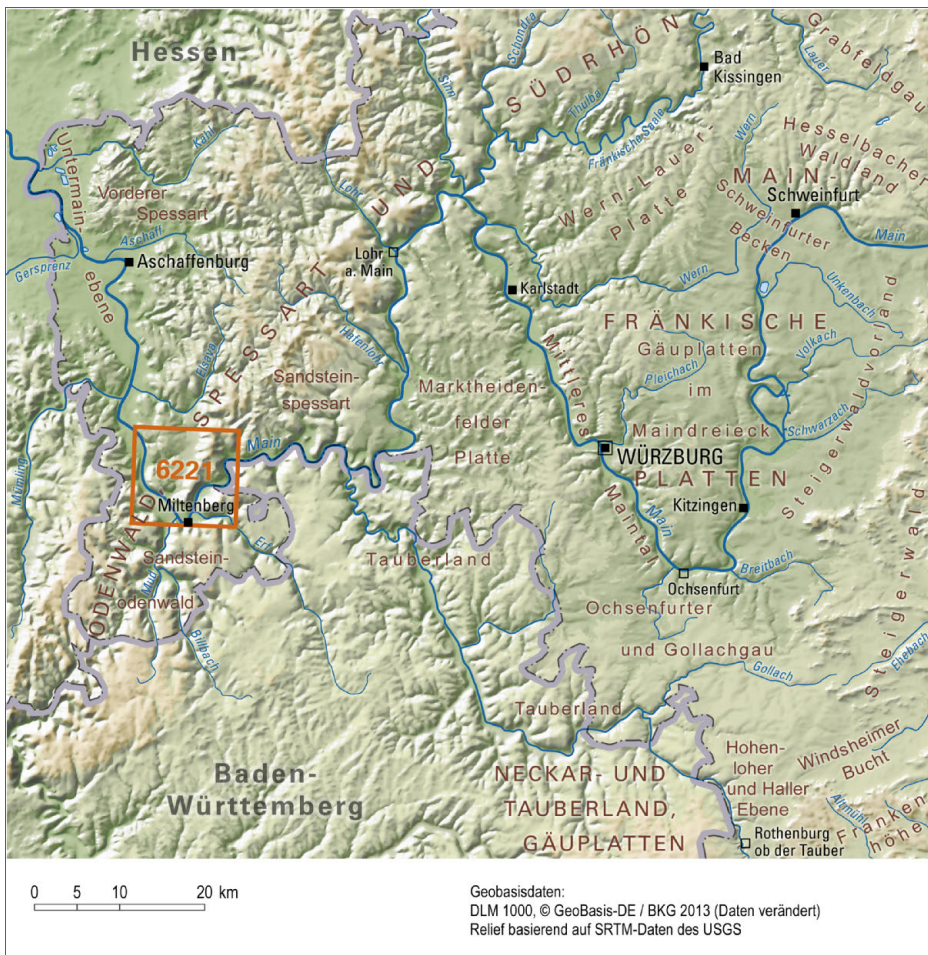 Hessen
Sinn
Schondra
SÜDRHÖN
Thulba
Bad
Kissingen
Lauer
Grabfeldgau
Fränkische Saale
Wern
Hesselbacher
Waldland
Untermain-
ebene
Kahl
Vorderer
Spessart
Lohr
UND
Wern-Lauer-
Platte
MAIN-
Schweinfurt
Schweinfurter
Becken
Main
Aschaff
Gersprenz
Aschaffenburg
Lohr
a. Main
Wern
Karlstadt
Unkenbach
SPESSART
Elsava
Hafenlohr
Sandstein-
spessart
Marktheiden-
felder
Platte
Mittleres
FRÄNKISCHE
Gäuplatten
im
Maindreieck
PLATTEN
Pleichach
Volkach
Schwarzach
Steigerwaldvorland
Mümling
6221
Main
Miltenberg
WÜRZBURG
Kitzingen
Main
Maintal
ODENWALD
Sandstein-
odenwald
Mud
Erf
Billbach
Tauberland
Breitbach
Ochsenfurt
Ochsenfurter
und Gollachgau
Steigerwald
Ehebach
Gollach
Tauberland
Baden-
Württemberg
NECKAR- UND
TAUBERLAND,
GÄUPLATTEN
Hohen-
loher
und Haller
Ebene
Windsheimer
Bucht
Altmühl
Franken-
höhe
Rothenburg
ob der Tauber
0 5 10 20 km
Geobasisdaten:
DLM 1000, © GeoBasis-DE / BKG 2013 (Daten verändert)
Relief basierend auf SRTM-Daten des USGS